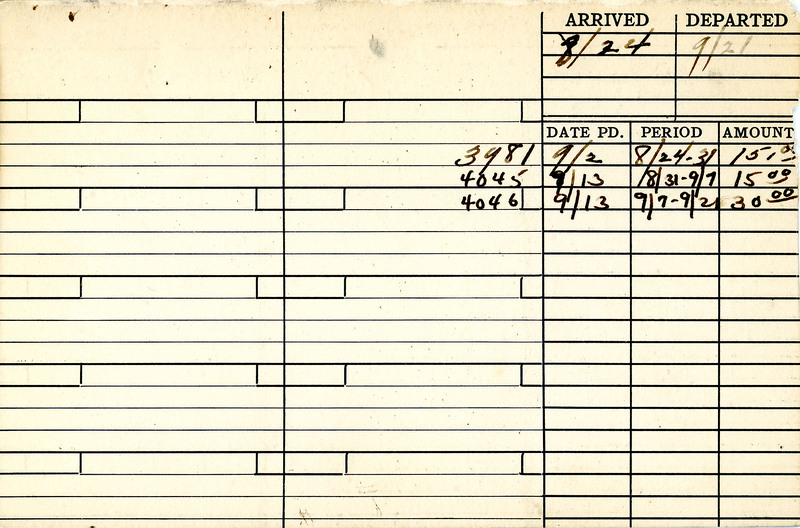 ARRIVED DEPARTED
8/24 9/21
DATE PD. PERIOD AMOUNT
3981 9/2 8/24-31 15.00
4045 9/13 8/31-9/7 15 00
4046 9/13 9/7-9/21 30 00